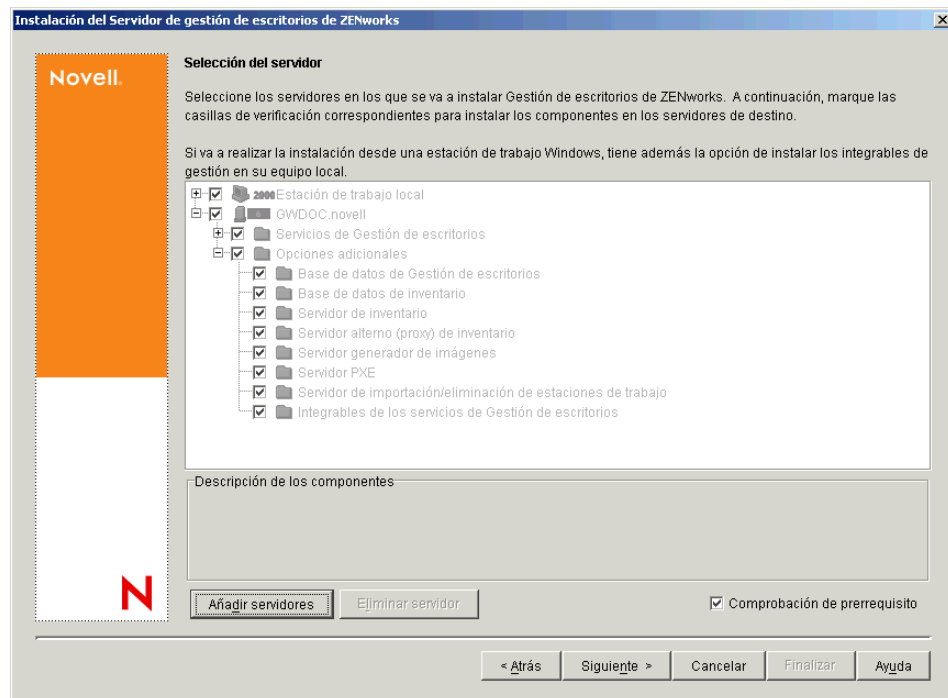 Instalación del Servidor de gestión de escritorios de ZENworks
Novell.
Selección del servidor
Seleccione los servidores en los que se va a instalar Gestión de escritorios de ZENworks. A continuación, marque las
casillas de verificación correspondientes para instalar los componentes en los servidores de destino.
Si va a realizar la instalación desde una estación de trabajo Windows, tiene además la opción de instalar los integrables de
gestión en su equipo local.
2000 Estación de trabajo local
6 GWDOC.novell
Servicios de Gestión de escritorios
Opciones adicionales
Base de datos de Gestión de escritorios
Base de datos de inventario
Servidor de inventario
Servidor alterno (proxy) de inventario
Servidor generador de imágenes
Servidor PXE
Servidor de importación/eliminación de estaciones de trabajo
Integrables de los servicios de Gestión de escritorios
Descripción de los componentes
N
Añadir servidores
Eliminar servidor
Comprobación de prerrequisito
< Atrás
Siguiente >
Cancelar
Finalizar
Ayuda